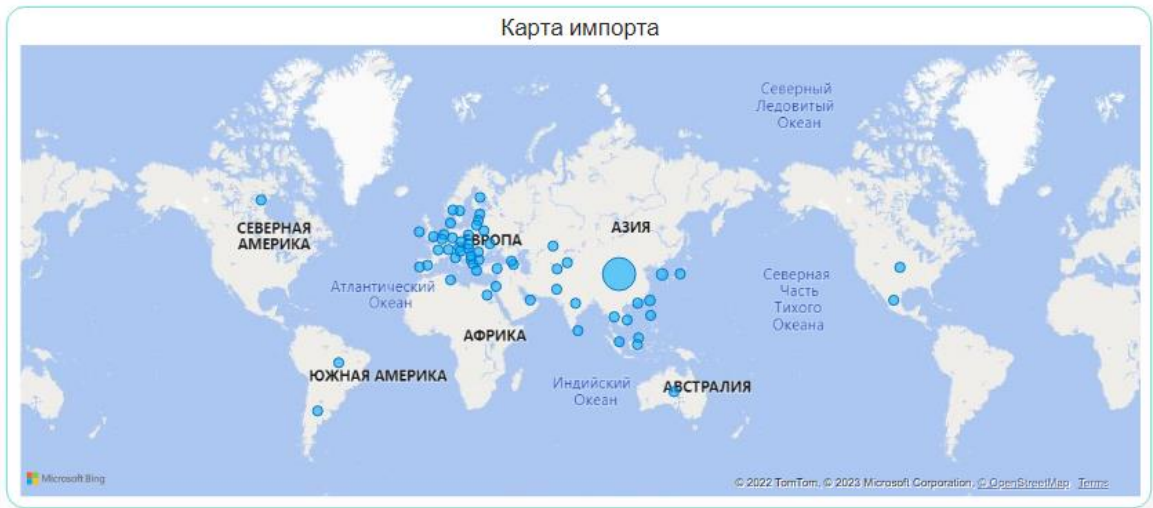 Карта импорта
Северный
Ледовитый
Океан
СЕВЕРНАЯ
АМЕРИКА
ЕВРОПА
АЗИЯ
Атлантический
Океан
Северная
Часть
Тихого
Океана
АФРИКА
ЮЖНАЯ АМЕРИКА
Индийский
Океан
АВСТРАЛИЯ
Microsoft Bing
© 2022 TomTom, © 2023 Microsoft Corporation, © OpenStreetMap Terms